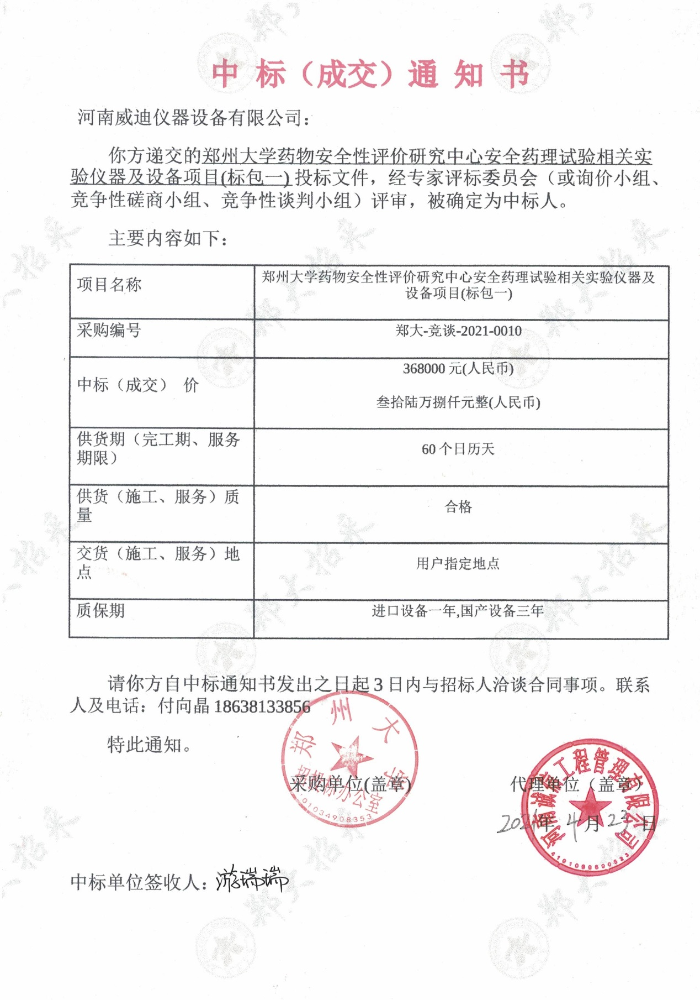 中 标（成交）通 知 书
河南威迪仪器设备有限公司：
你方递交的郑州大学药物安全性评价研究中心安全药理试验相关实
验仪器及设备项目(标包一) 投标文件，经专家评标委员会（或询价小组、
竞争性磋商小组、竞争性谈判小组）评审，被确定为中标人。
主要内容如下：
项目名称
郑州大学药物安全性评价研究中心安全药理试验相关实验仪器及
设备项目(标包一)
采购编号
郑大-竞谈-2021-0010
中标（成交） 价
368000 元(人民币)
叁拾陆万捌仟元整(人民币)
供货期（完工期、服务
期限）
60 个日历天
供货（施工、服务）质
量
合格
交货（施工、服务）地
点
用户指定地点
质保期
进口设备一年,国产设备三年
请你方自中标通知书发出之日起 3 日内与招标人洽谈合同事项。联系
人及电话：付向晶 18638133856
特此通知。
郑州大学
招投标办公室
采购单位(盖章)
代理单位（盖章）
2021年 4月 23日
中标单位签收人：游瑞瑞